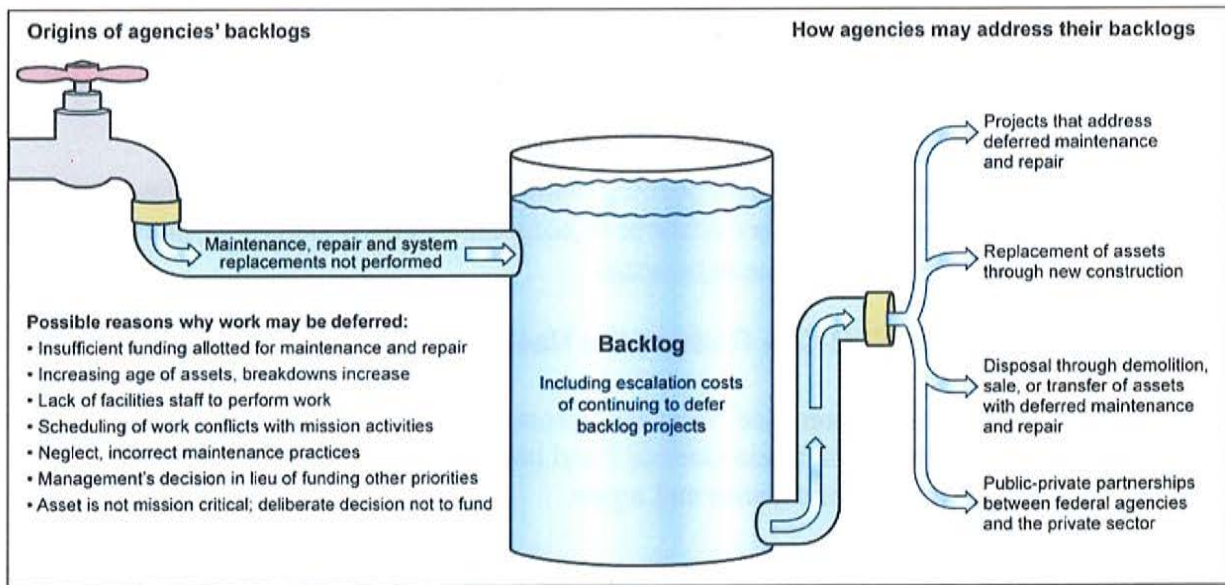 Origins of agencies' backlogs
How agencies may address their backlogs
Maintenance, repair and system
replacements not performed
Possible reasons why work may be deferred:
• Insufficient funding allotted for maintenance and repair
• Increasing age of assets, breakdowns increase
• Lack of facilities staff to perform work
• Scheduling of work conflicts with mission activities
• Neglect, incorrect maintenance practices
• Management's decision in lieu of funding other priorities
• Asset is not mission critical; deliberate decision not to fund
Backlog
Including escalation costs
of continuing to defer
backlog projects
Projects that address
deferred maintenance
and repair
Replacement of assets
through new construction
Disposal through demolition,
sale, or transfer of assets
with deferred maintenance
and repair
Public-private partnerships
between federal agencies
and the private sector